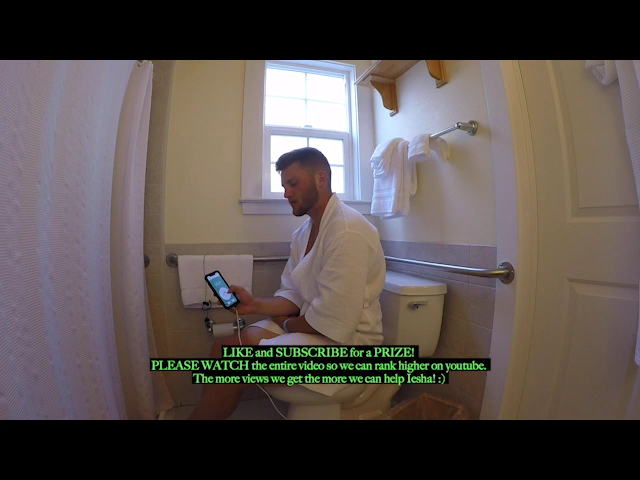 LIKE and SUBSCRIBE for a PRIZE!
PLEASE WATCH the entire video so we can rank higher on youtube.
The more views we get the more we can help Iesha! :)